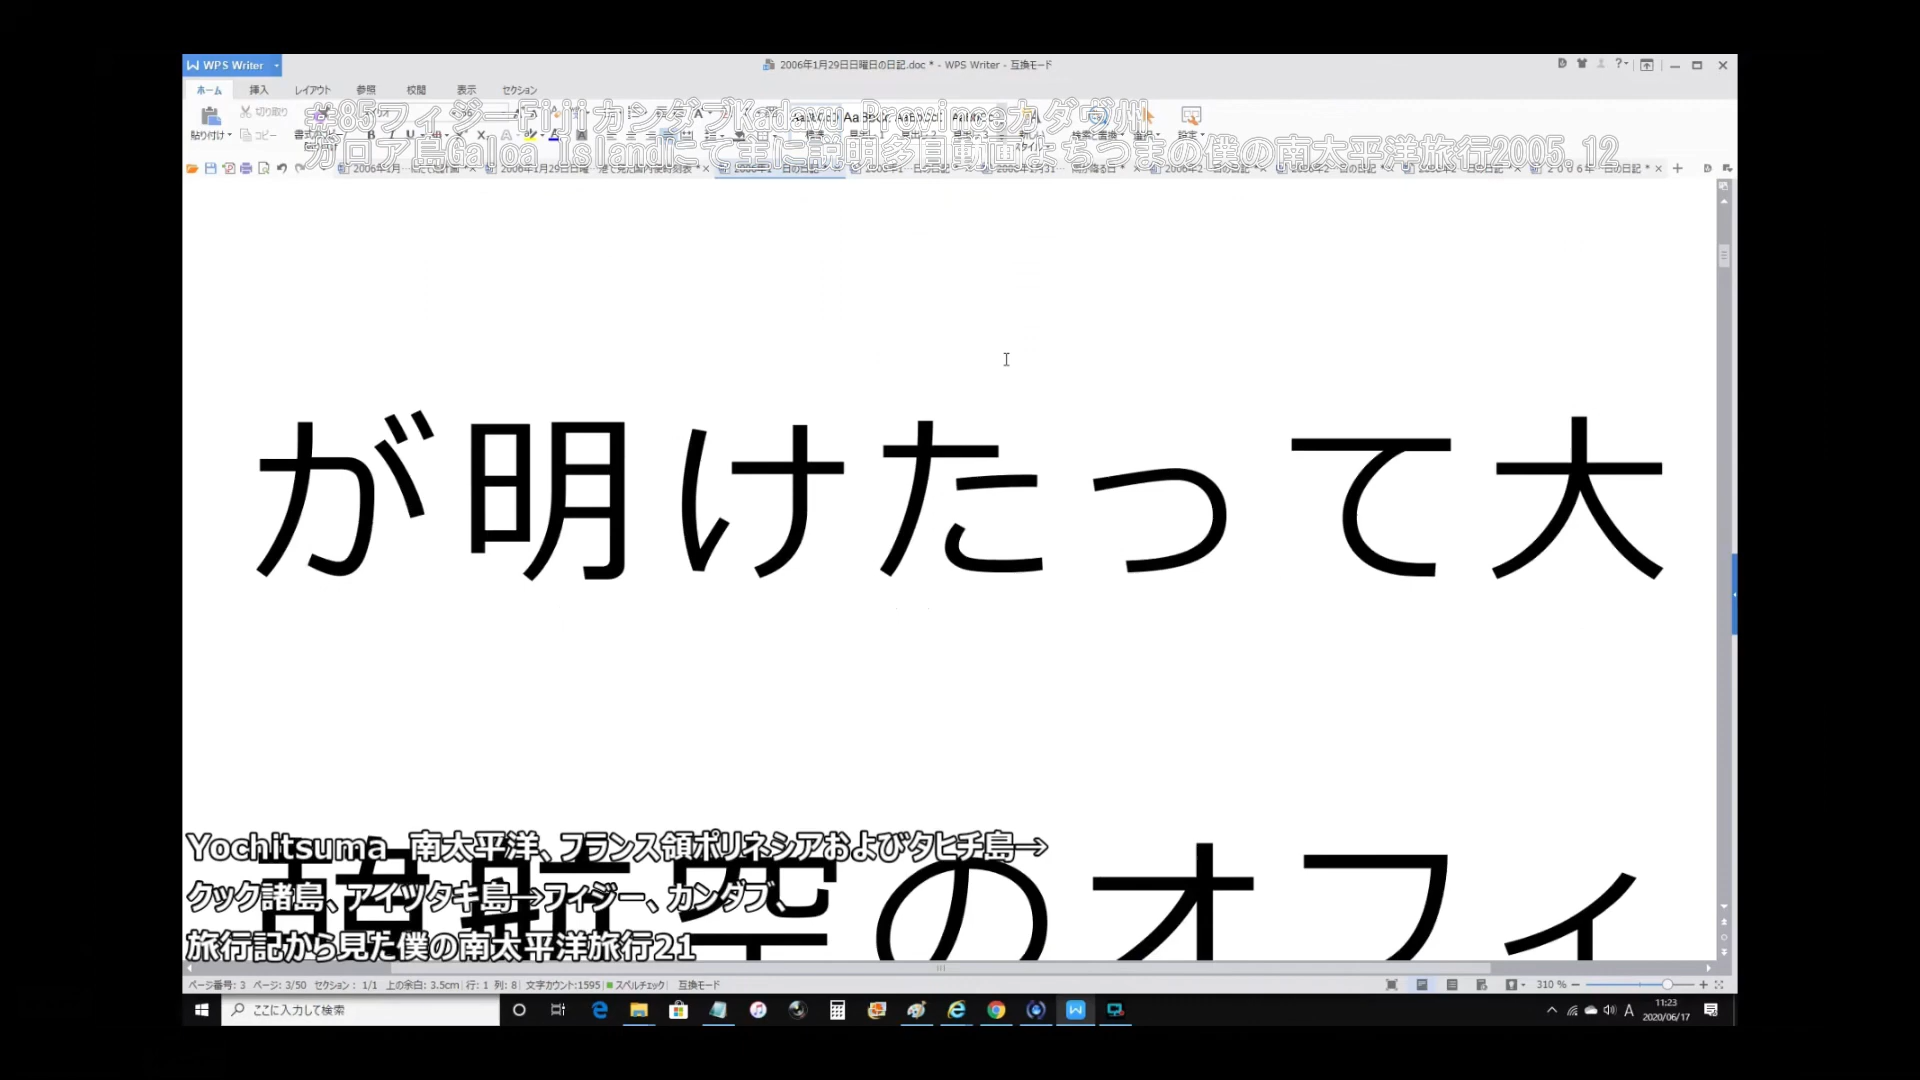 WPS Writer
2006年1月29日日曜日の日記.doc * - WPS Writer - 互換モード
ホーム 挿入 レイアウト 参照 校閲 表示 セクション
切り取り
貼り付け コピー
#85フィジーFijiカンダブKadavu Provinceカダヴ州
ガロア島Galoa Islandにて主に説明多員動画よちつまの僕の南太平洋旅行2005.12
が明けたって大
韓航空のオフィ
Yochitsuma 南太平洋、フランス領ポリネシアおよびタヒチ島→
クック諸島、アイツタキ島→フィジー、カンダブ、
旅行記から見た僕の南太平洋旅行21
ページ番号: 3 ページ: 3/50 セクション: 1/1 上の余白: 3.5cm 行: 1 列: 8 文字カウント:1595 スペルチェック 互換モード 310 %
ここに入力して検索
A 11:23
2020/06/17